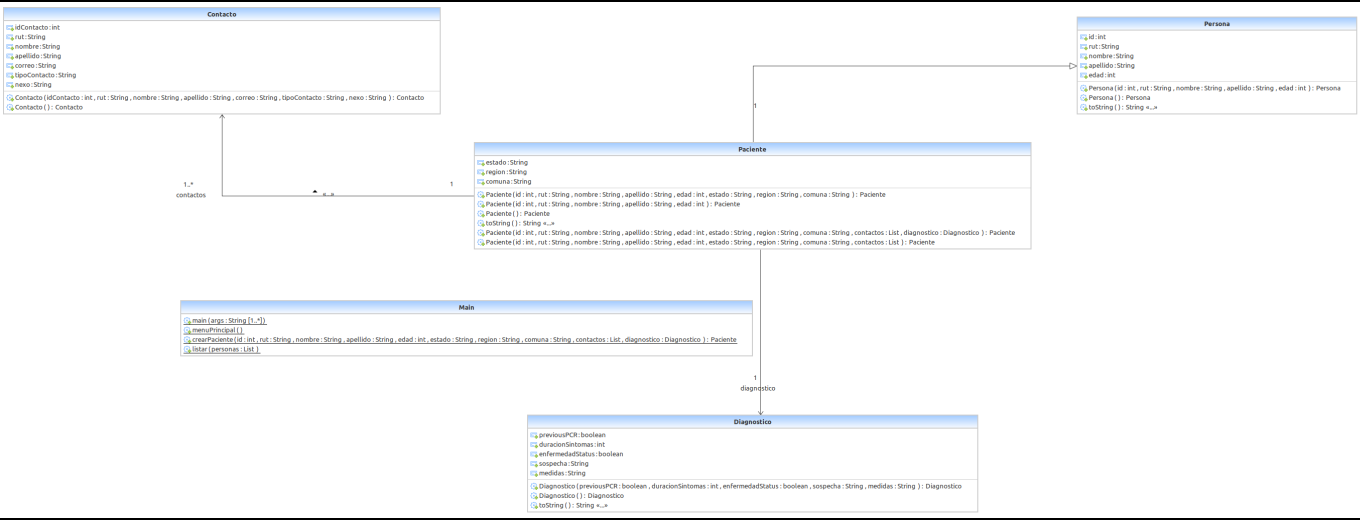 Contacto
idContacto:int
rut:String
nombre:String
apellido:String
correo:String
tipoContacto:String
nexo:String
Contacto(idContacto:int,rut:String,nombre:String,apellido:String,correo:String,tipoContacto:String,nexo:String):Contacto
Contacto():Contacto
Persona
id:int
rut:String
nombre:String
apellido:String
edad:int
Persona(id:int,rut:String,nombre:String,apellido:String,edad:int):Persona
Persona():Persona
toString():String «...»
1
Paciente
estado:String
region:String
comuna:String
Paciente(id:int,rut:String,nombre:String,apellido:String,edad:int,estado:String,region:String,comuna:String):Paciente
Paciente(id:int,rut:String,nombre:String,apellido:String,edad:int):Paciente
Paciente():Paciente
toString():String «...»
Paciente(id:int,rut:String,nombre:String,apellido:String,edad:int,estado:String,region:String,comuna:String,contactos:List,diagnostico:Diagnostico):Paciente
Paciente(id:int,rut:String,nombre:String,apellido:String,edad:int,estado:String,region:String,comuna:String,contactos:List):Paciente
1..*
contactos
«...»
1
Main
main(args:String [1..*])
menuPrincipal()
crearPaciente(id:int,rut:String,nombre:String,apellido:String,edad:int,estado:String,region:String,comuna:String,contactos:List,diagnostico:Diagnostico):Paciente
listar(personas:List)
1
diagnostico
Diagnostico
previousPCR:boolean
duracionSintomas:int
enfermedadStatus:boolean
sospecha:String
medidas:String
Diagnostico(previousPCR:boolean,duracionSintomas:int,enfermedadStatus:boolean,sospecha:String,medidas:String):Diagnostico
Diagnostico():Diagnostico
toString():String «...»